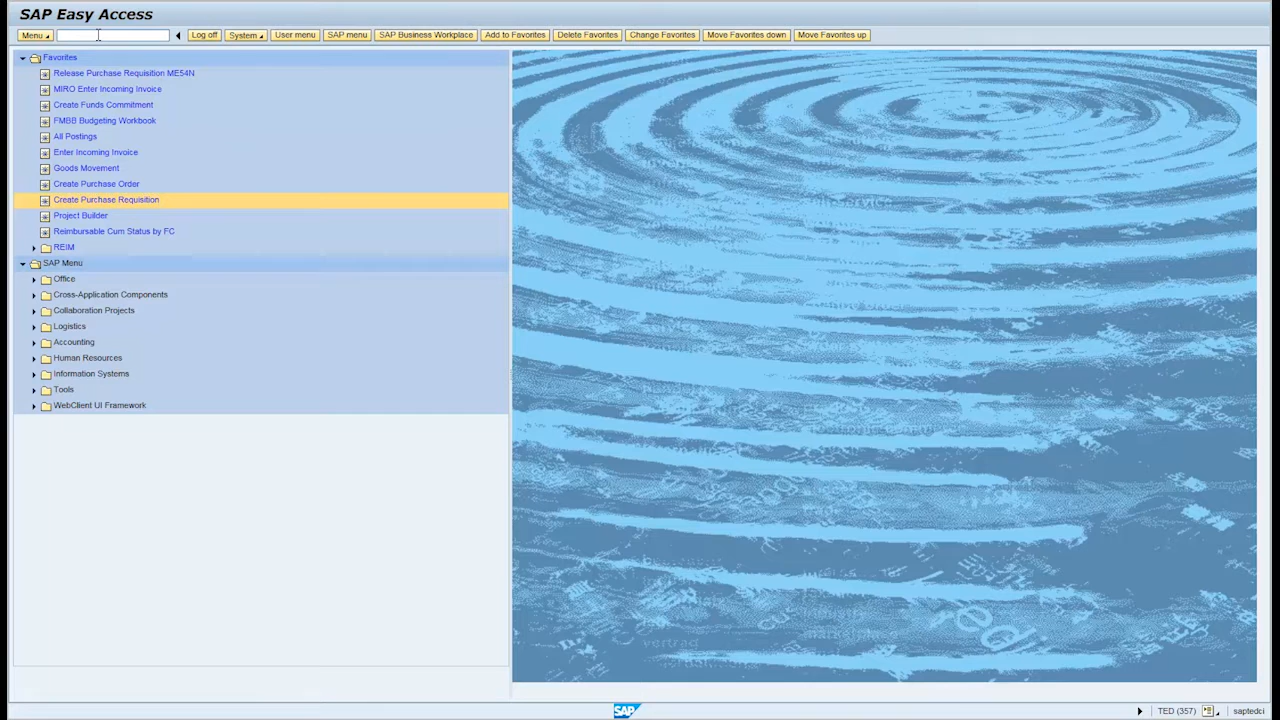 SAP Easy Access
Menu Log off System User menu SAP menu SAP Business Workplace Add to Favorites Delete Favorites Change Favorites Move Favorites down Move Favorites up
Favorites
Release Purchase Requisition ME54N
MIRO Enter Incoming Invoice
Create Funds Commitment
FMBB Budgeting Workbook
All Postings
Enter Incoming Invoice
Goods Movement
Create Purchase Order
Create Purchase Requisition
Project Builder
Reimbursable Cum Status by FC
REIM
SAP Menu
Office
Cross-Application Components
Collaboration Projects
Logistics
Accounting
Human Resources
Information Systems
Tools
WebClient UI Framework
SAP TED (357) saptedci